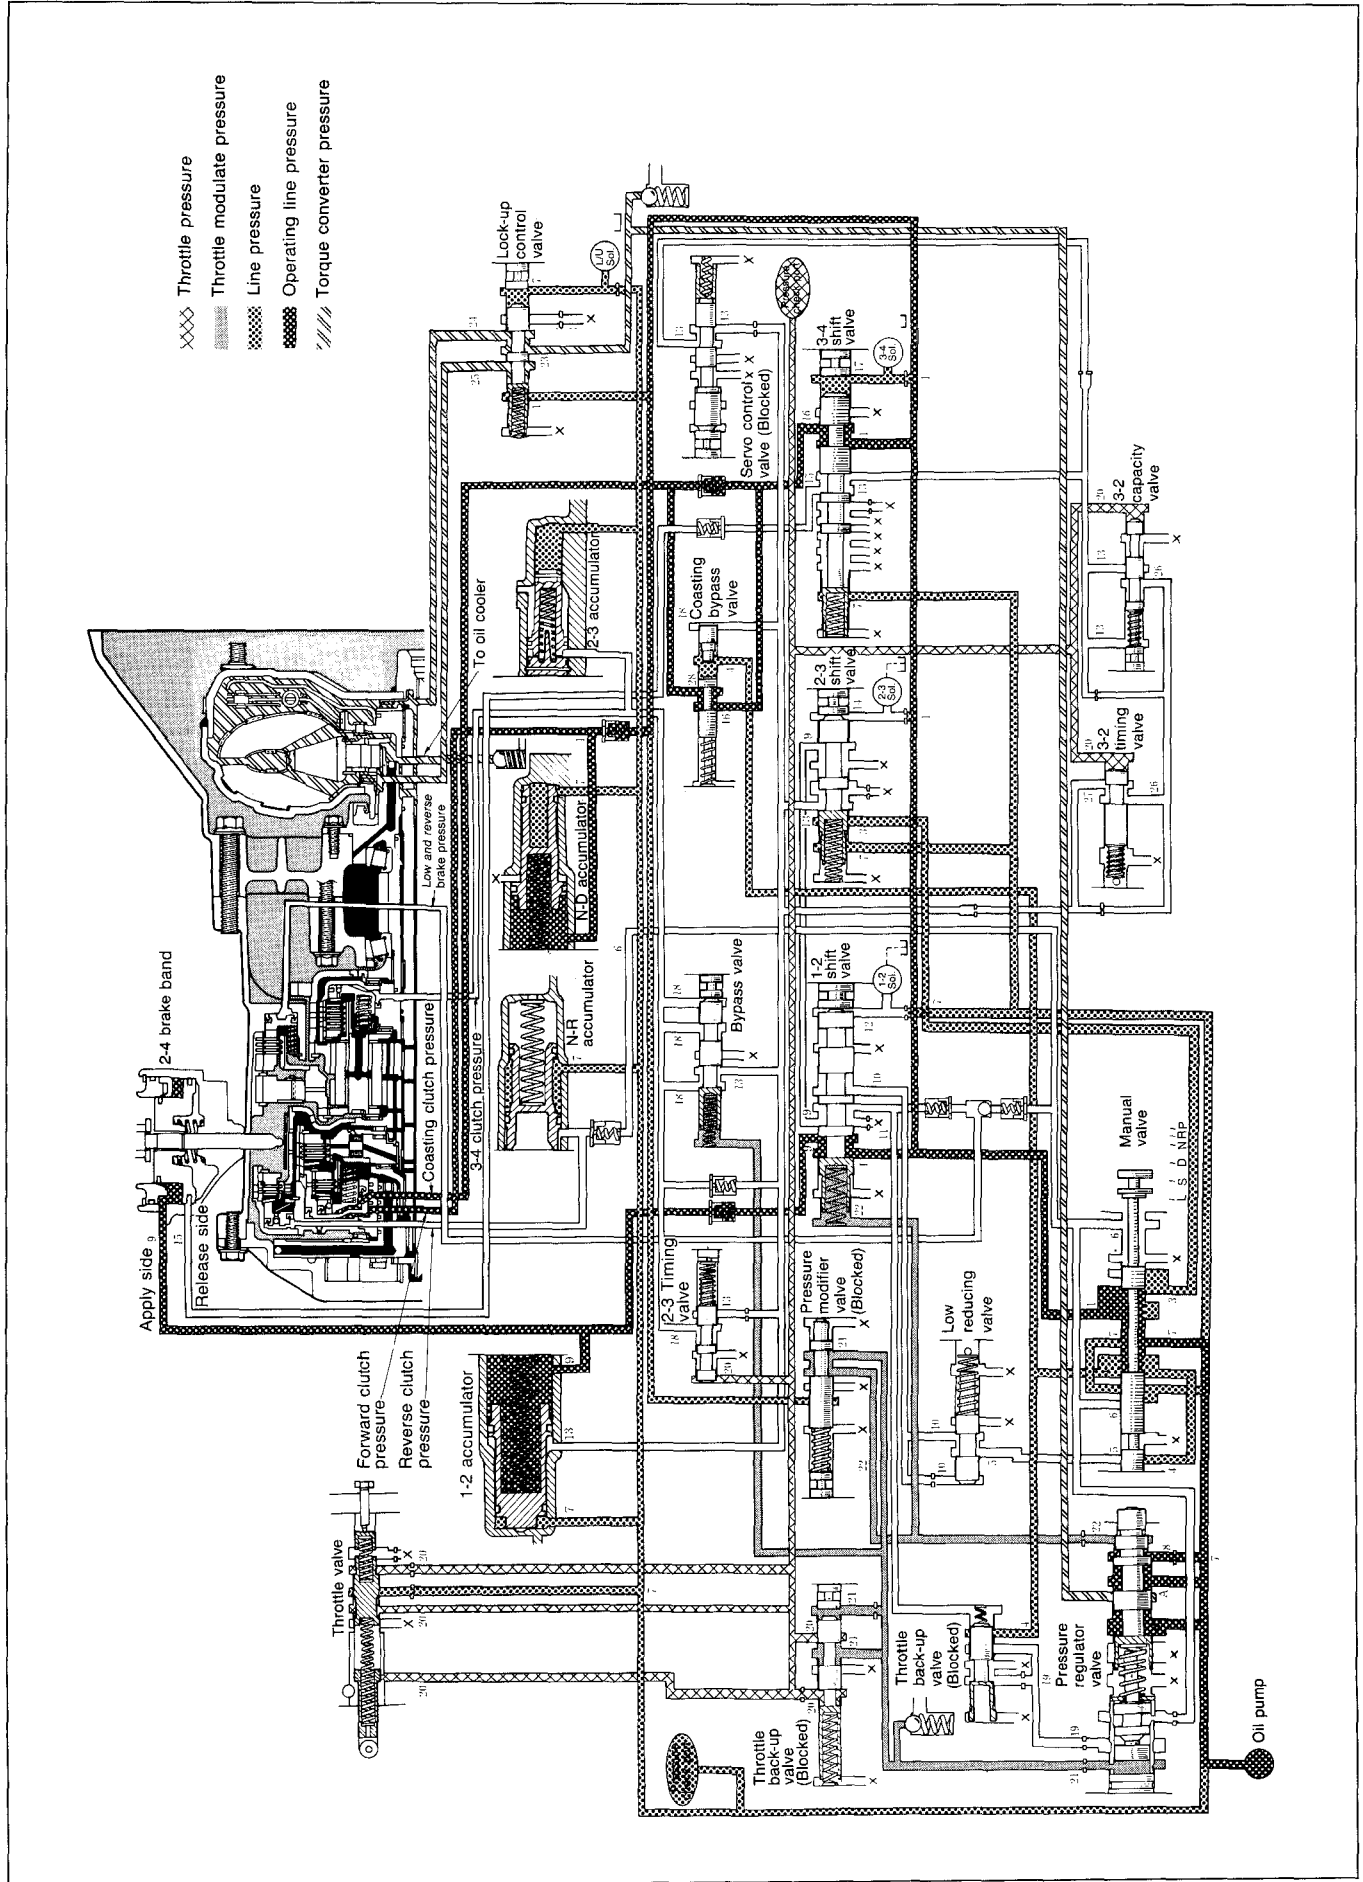 Throttle pressure
Throttle modulate pressure
Line pressure
Operating line pressure
Torque converter pressure
Lock-up
control
valve
L/U
Sol.
Servo control
valve (Blocked)
3-4
shift
valve
3-4
Sol.
3-2
capacity
valve
To oil cooler
2-3 accumulator
Coasting
bypass
valve
2-3
shift
valve
2-3
Sol.
3-2
timing
valve
Low and reverse
brake pressure
N-D accumulator
N-R
accumulator
Bypass valve
1-2
shift
valve
1-2
Sol.
2-4 brake band
Coasting clutch pressure
3-4 clutch pressure
Apply side 9
15
Release side
Forward clutch
pressure
Reverse clutch
pressure
1-2 accumulator
2-3 Timing
valve
Pressure
modifier
valve
(Blocked)
Low
reducing
valve
Manual
valve
L S D N R P
Throttle valve
Throttle
back-up
valve
(Blocked)
Throttle
back-up
valve
(Blocked)
Pressure
regulator
valve
Oil pump